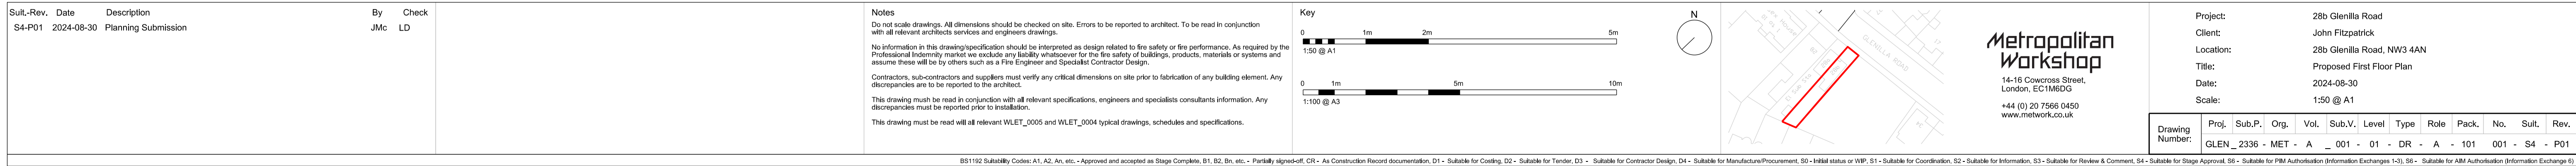 Suit.-Rev. Date Description By Check
S4-P01 2024-08-30 Planning Submission JMc LD
Notes
Do not scale drawings. All dimensions should be checked on site. Errors to be reported to architect. To be read in conjunction
with all relevant architects services and engineers drawings.
No information in this drawing/specification should be interpreted as design related to fire safety or fire performance. As required by the
Professional Indemnity market we exclude any liability whatsoever for the fire safety of buildings, products, materials or systems and
assume these will be by others such as a Fire Engineer and Specialist Contractor Design.
Contractors, sub-contractors and suppliers must verify any critical dimensions on site prior to fabrication of any building element. Any
discrepancies are to be reported to the architect.
This drawing mush be read in conjunction with all relevant specifications, engineers and specialists consultants information. Any
discrepancies must be reported prior to installation.
This drawing must be read will all relevant WLET_0005 and WLET_0004 typical drawings, schedules and specifications.
Key
0 1m 2m 5m
1:50 @ A1
0 1m 5m 10m
1:100 @ A3
N
GLENILLA ROAD
El Sub Sta
Metropolitan
Workshop
14-16 Cowcross Street,
London, EC1M6DG
+44 (0) 20 7566 0450
www.metwork.co.uk
Project: 28b Glenilla Road
Client: John Fitzpatrick
Location: 28b Glenilla Road, NW3 4AN
Title: Proposed First Floor Plan
Date: 2024-08-30
Scale: 1:50 @ A1
Drawing
Number:
Proj. Sub.P. Org. Vol. Sub.V. Level Type Role Pack. No. Suit. Rev.
GLEN _ 2336 - MET - A _ 001 - 01 - DR - A - 101 001 - S4 - P01
BS1192 Suitability Codes: A1, A2, An, etc. - Approved and accepted as Stage Complete, B1, B2, Bn, etc. - Partially signed-off, CR - As Construction Record documentation, D1 - Suitable for Costing, D2 - Suitable for Tender, D3 - Suitable for Contractor Design, D4 - Suitable for Manufacture/Procurement, S0 - Initial status or WIP, S1 - Suitable for Coordination, S2 - Suitable for Information, S3 - Suitable for Review & Comment, S4 - Suitable for Stage Approval, S6 - Suitable for PIM Authorisation (Information Exchanges 1-3), S6 - Suitable for AIM Authorisation (Information Exchange 6)